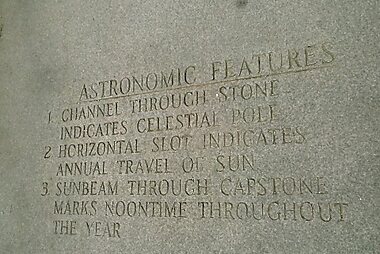 ASTRONOMIC FEATURES
1. CHANNEL THROUGH STONE
INDICATES CELESTIAL POLE
2. HORIZONTAL SLOT INDICATES
ANNUAL TRAVEL OF SUN
3. SUNBEAM THROUGH CAPSTONE
MARKS NOONTIME THROUGHOUT
THE YEAR